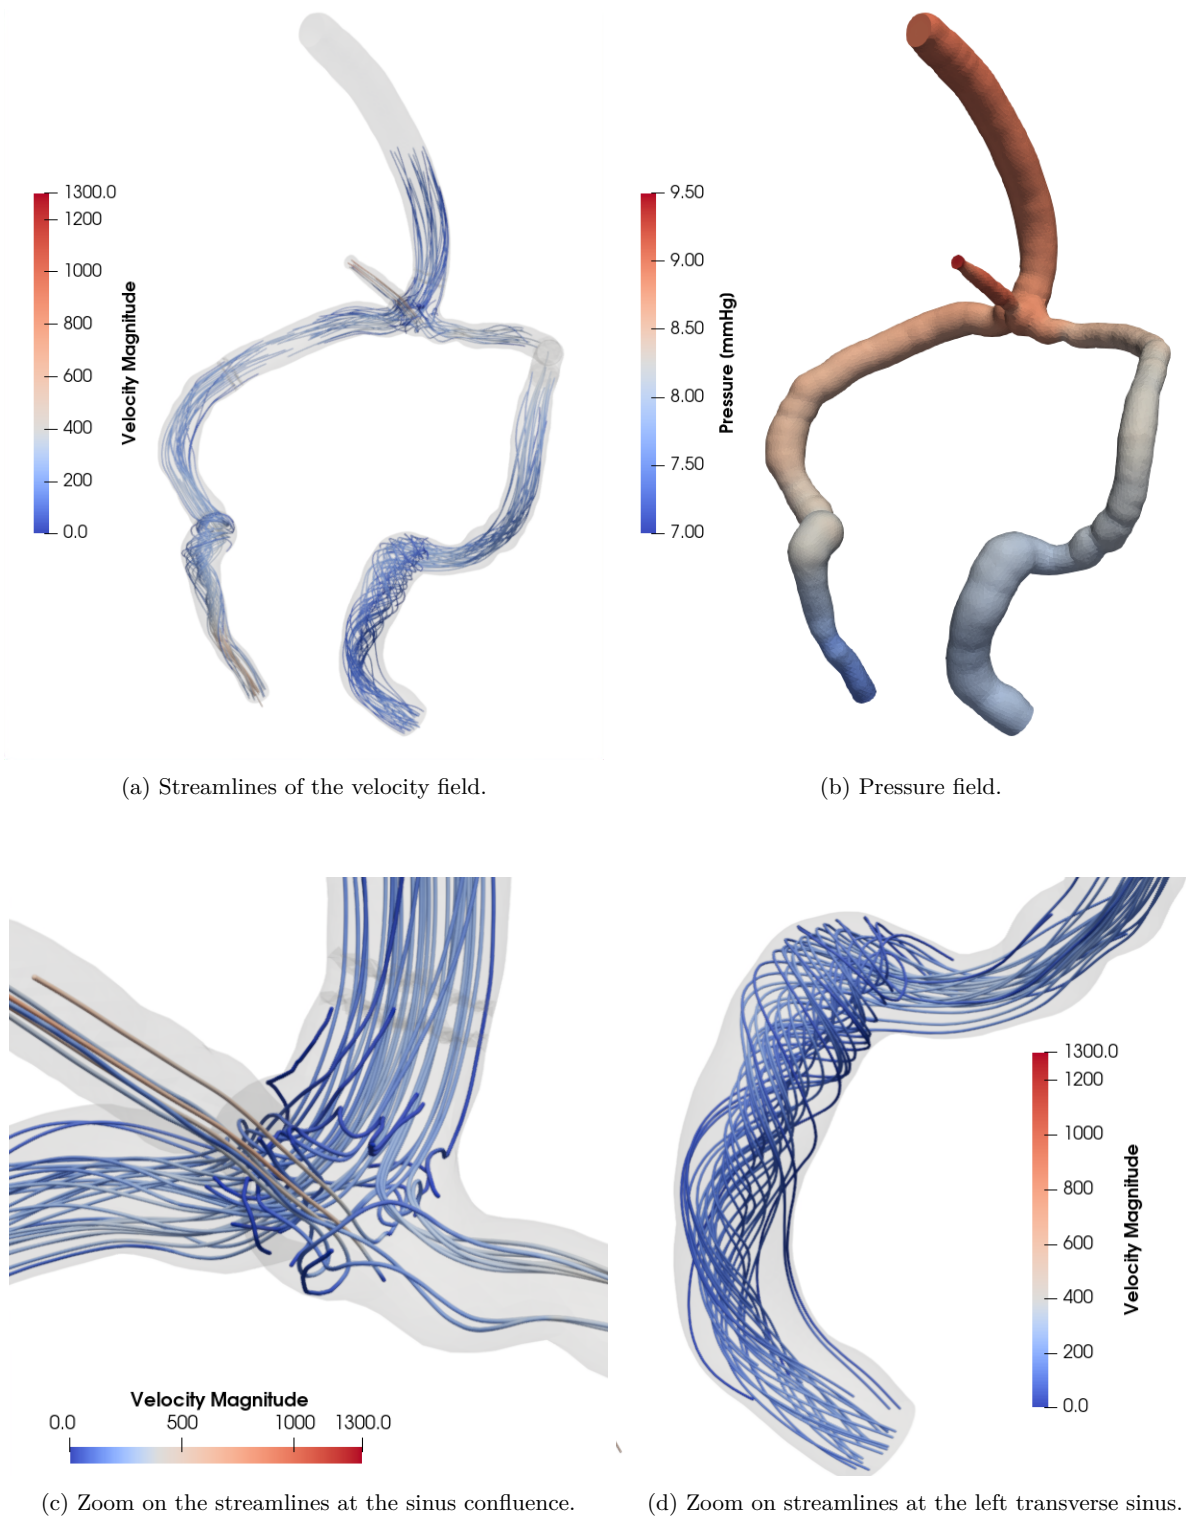 1300.0
1200
1000
800
600
400
200
0.0
Velocity Magnitude
9.50
9.00
8.50
8.00
7.50
7.00
Pressure (mmHg)
(a) Streamlines of the velocity field.
(b) Pressure field.
Velocity Magnitude
0.0 500 1000 1300.0
1300.0
1200
1000
800
600
400
200
0.0
Velocity Magnitude
(c) Zoom on the streamlines at the sinus confluence.
(d) Zoom on streamlines at the left transverse sinus.